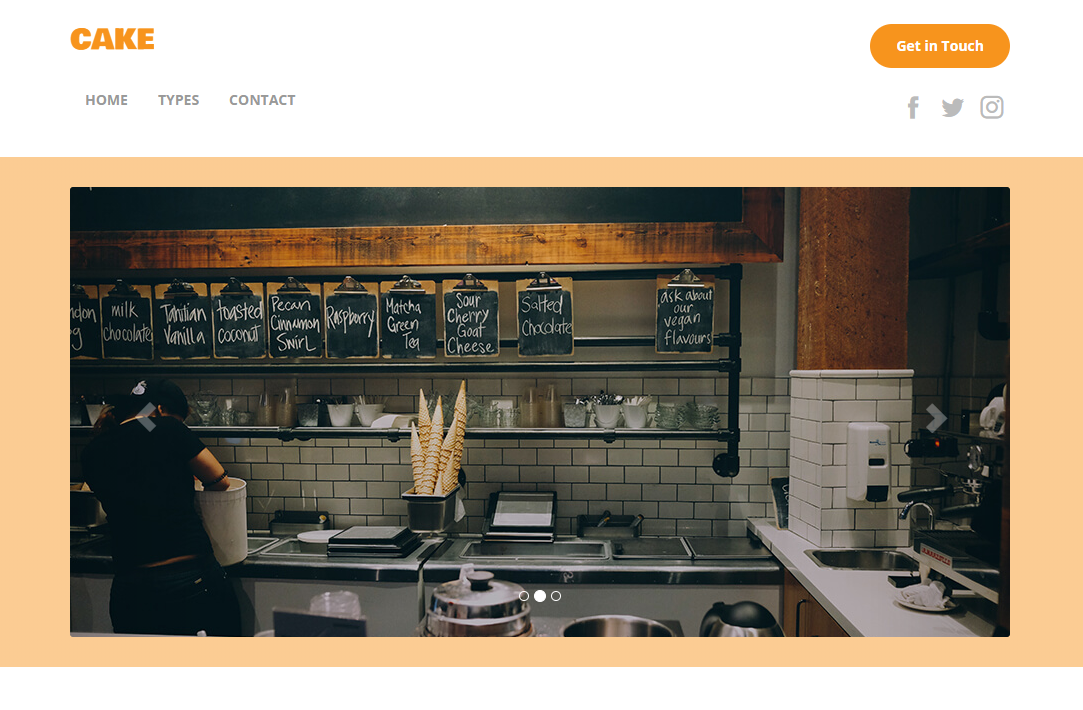 CAKE
Get in Touch
HOME
TYPES
CONTACT
milk
chocolate
Tahitian
Vanilla
toasted
coconut
Pecan
Cinnamon
Swirl
Raspberry
Matcha
Green
Tea
Sour
Cherry
Goat
Cheese
Salted
Chocolate
ask about
our
vegan
flavours